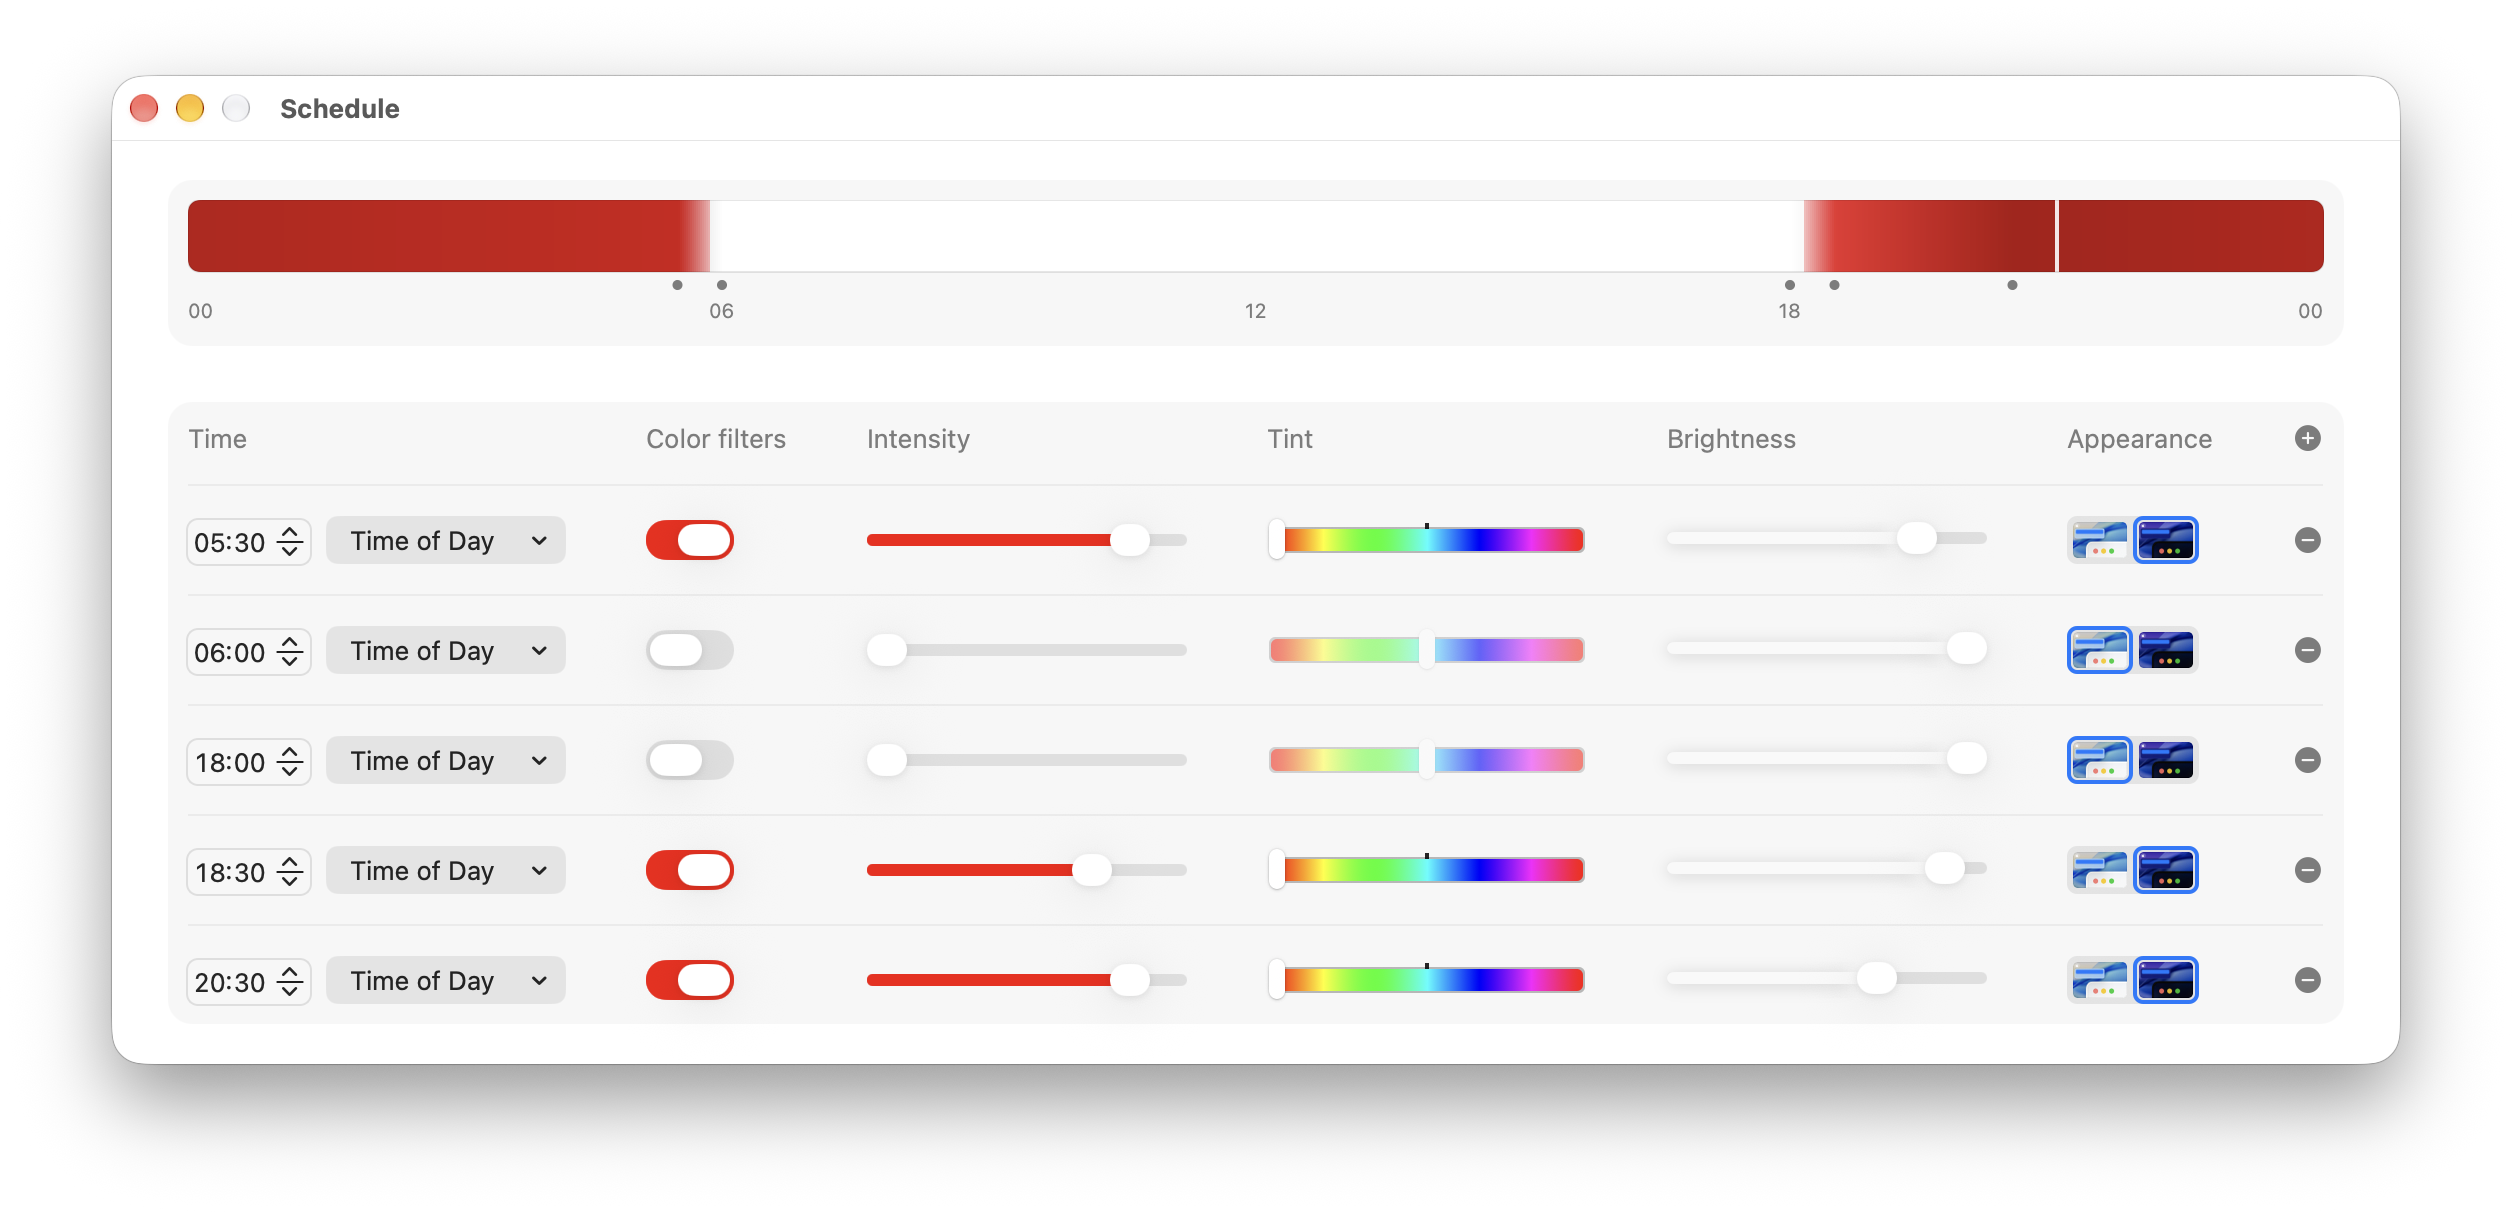 Schedule
00 06 12 18 00
Time Color filters Intensity Tint Brightness Appearance
05:30 Time of Day
06:00 Time of Day
18:00 Time of Day
18:30 Time of Day
20:30 Time of Day